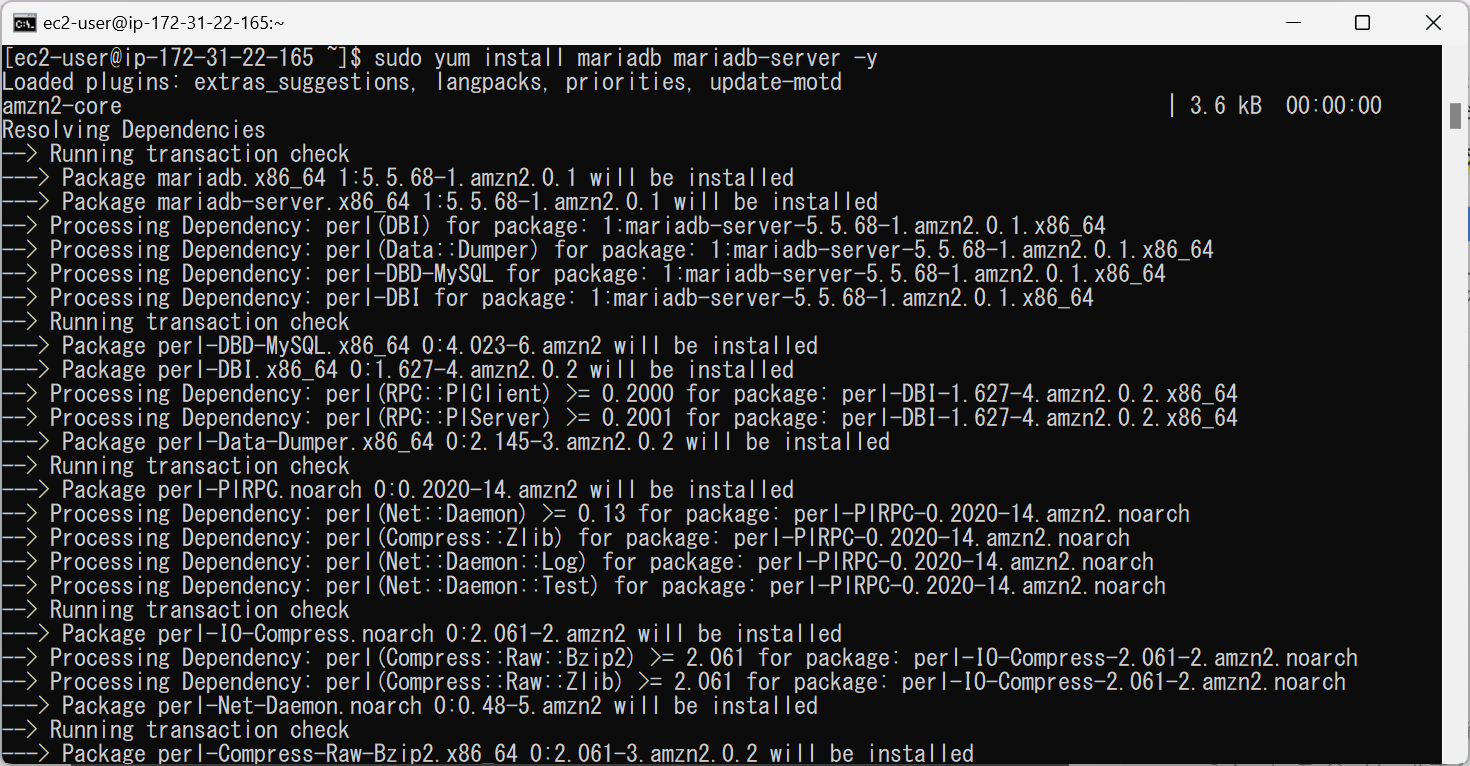 ec2-user@ip-172-31-22-165:~
[ec2-user@ip-172-31-22-165 ~]$ sudo yum install mariadb mariadb-server -y
Loaded plugins: extras_suggestions, langpacks, priorities, update-motd
amzn2-core | 3.6 kB 00:00:00
Resolving Dependencies
--> Running transaction check
---> Package mariadb.x86_64 1:5.5.68-1.amzn2.0.1 will be installed
---> Package mariadb-server.x86_64 1:5.5.68-1.amzn2.0.1 will be installed
--> Processing Dependency: perl(DBI) for package: 1:mariadb-server-5.5.68-1.amzn2.0.1.x86_64
--> Processing Dependency: perl(Data::Dumper) for package: 1:mariadb-server-5.5.68-1.amzn2.0.1.x86_64
--> Processing Dependency: perl-DBD-MySQL for package: 1:mariadb-server-5.5.68-1.amzn2.0.1.x86_64
--> Processing Dependency: perl-DBI for package: 1:mariadb-server-5.5.68-1.amzn2.0.1.x86_64
--> Running transaction check
---> Package perl-DBD-MySQL.x86_64 0:4.023-6.amzn2 will be installed
---> Package perl-DBI.x86_64 0:1.627-4.amzn2.0.2 will be installed
--> Processing Dependency: perl(RPC::PlClient) >= 0.2000 for package: perl-DBI-1.627-4.amzn2.0.2.x86_64
--> Processing Dependency: perl(RPC::PlServer) >= 0.2001 for package: perl-DBI-1.627-4.amzn2.0.2.x86_64
---> Package perl-Data-Dumper.x86_64 0:2.145-3.amzn2.0.2 will be installed
--> Running transaction check
---> Package perl-PlRPC.noarch 0:0.2020-14.amzn2 will be installed
--> Processing Dependency: perl(Net::Daemon) >= 0.13 for package: perl-PlRPC-0.2020-14.amzn2.noarch
--> Processing Dependency: perl(Compress::Zlib) for package: perl-PlRPC-0.2020-14.amzn2.noarch
--> Processing Dependency: perl(Net::Daemon::Log) for package: perl-PlRPC-0.2020-14.amzn2.noarch
--> Processing Dependency: perl(Net::Daemon::Test) for package: perl-PlRPC-0.2020-14.amzn2.noarch
--> Running transaction check
---> Package perl-IO-Compress.noarch 0:2.061-2.amzn2 will be installed
--> Processing Dependency: perl(Compress::Raw::Bzip2) >= 2.061 for package: perl-IO-Compress-2.061-2.amzn2.noarch
--> Processing Dependency: perl(Compress::Raw::Zlib) >= 2.061 for package: perl-IO-Compress-2.061-2.amzn2.noarch
---> Package perl-Net-Daemon.noarch 0:0.48-5.amzn2 will be installed
--> Running transaction check
---> Package perl-Compress-Raw-Bzip2.x86_64 0:2.061-3.amzn2.0.2 will be installed